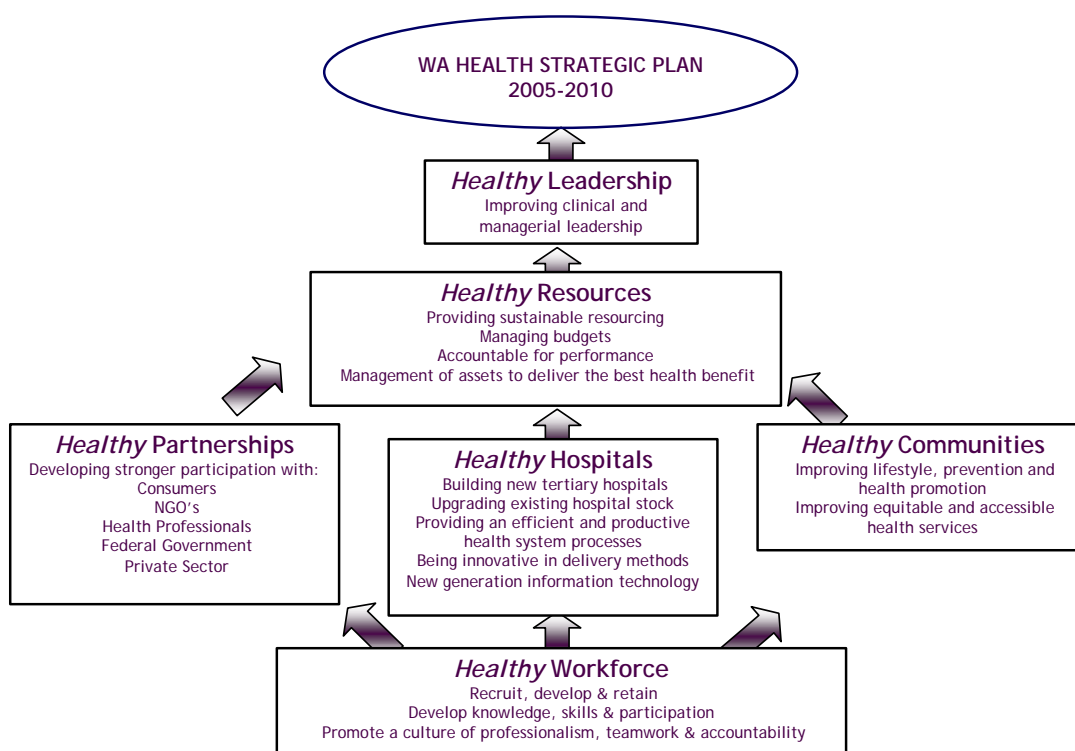 WA HEALTH STRATEGIC PLAN
2005-2010
Healthy Leadership
Improving clinical and
managerial leadership
Healthy Resources
Providing sustainable resourcing
Managing budgets
Accountable for performance
Management of assets to deliver the best health benefit
Healthy Partnerships
Developing stronger participation with:
Consumers
NGO's
Health Professionals
Federal Government
Private Sector
Healthy Hospitals
Building new tertiary hospitals
Upgrading existing hospital stock
Providing an efficient and productive
health system processes
Being innovative in delivery methods
New generation information technology
Healthy Communities
Improving lifestyle, prevention and
health promotion
Improving equitable and accessible
health services
Healthy Workforce
Recruit, develop & retain
Develop knowledge, skills & participation
Promote a culture of professionalism, teamwork & accountability